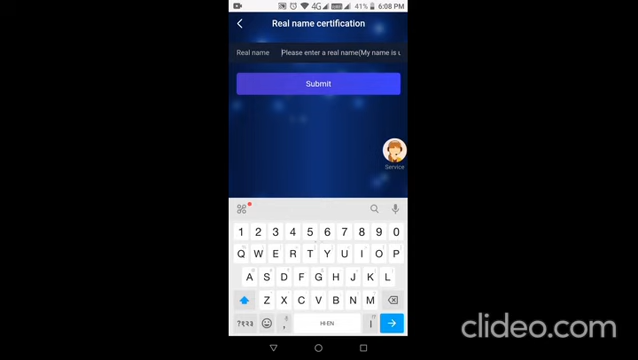 4G 41% 6:08 PM
Real name certification
Real name Please enter a real name(My name is u
Submit
Service
1 2 3 4 5 6 7 8 9 0
Q W E R T Y U I O P
A S D F G H J K L
Z X C V B N M
?१२३ , HI-EN |
clideo.com